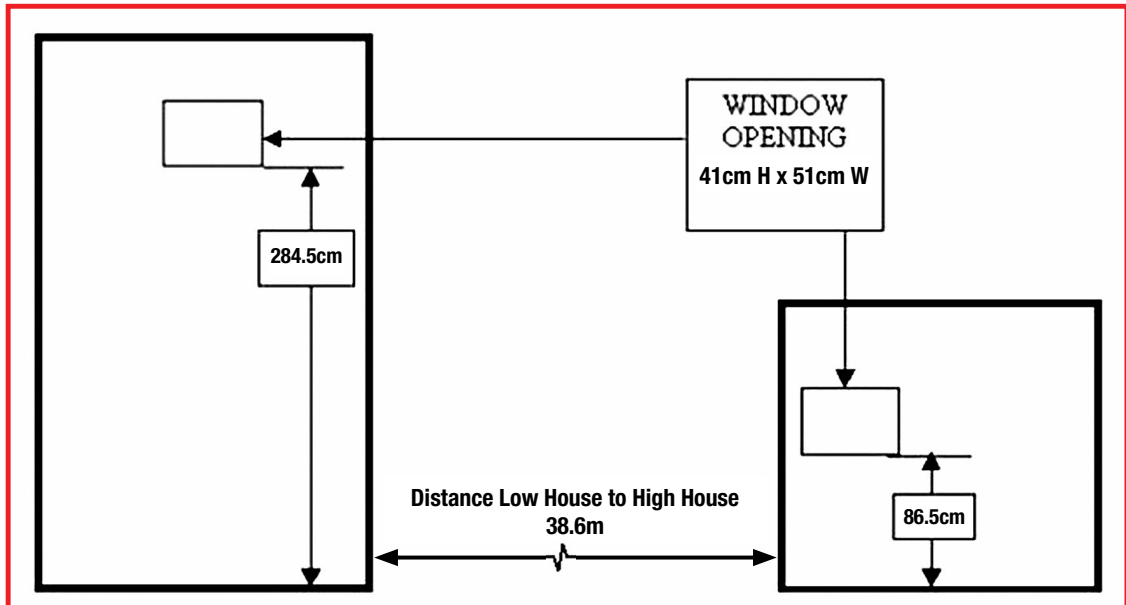 WINDOW
OPENING
41cm H x 51cm W
284.5cm
Distance Low House to High House
38.6m
86.5cm